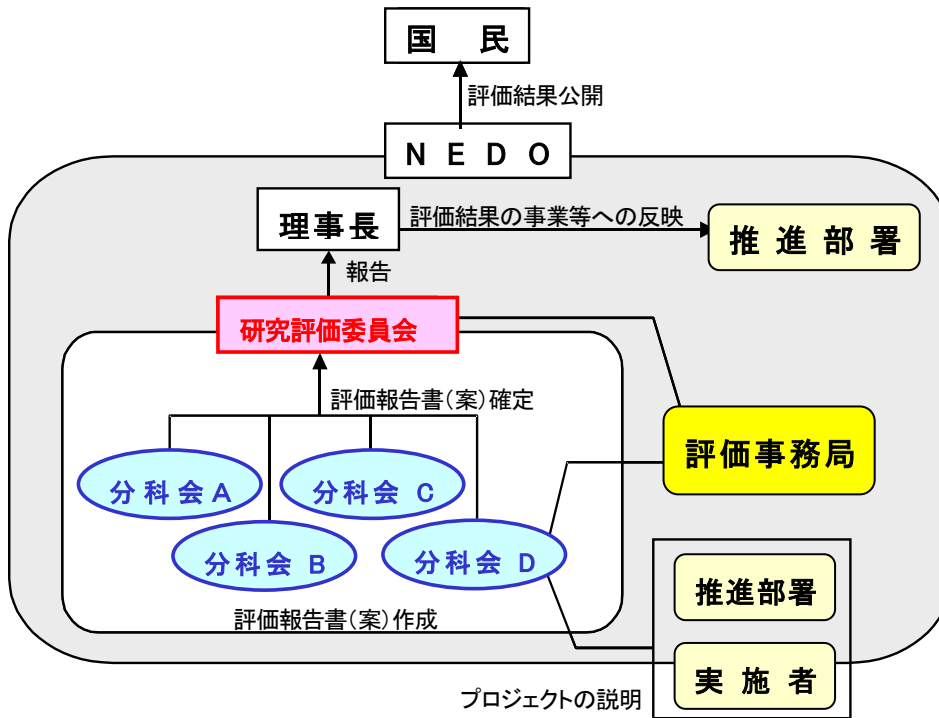 国 民
評価結果公開
N E D O
理事長
評価結果の事業等への反映
推 進 部 署
報告
研究評価委員会
評価報告書(案)確定
評価事務局
分科会A
分科会 C
分科会 B
分科会 D
推進部署
評価報告書(案)作成
実 施 者
プロジェクトの説明